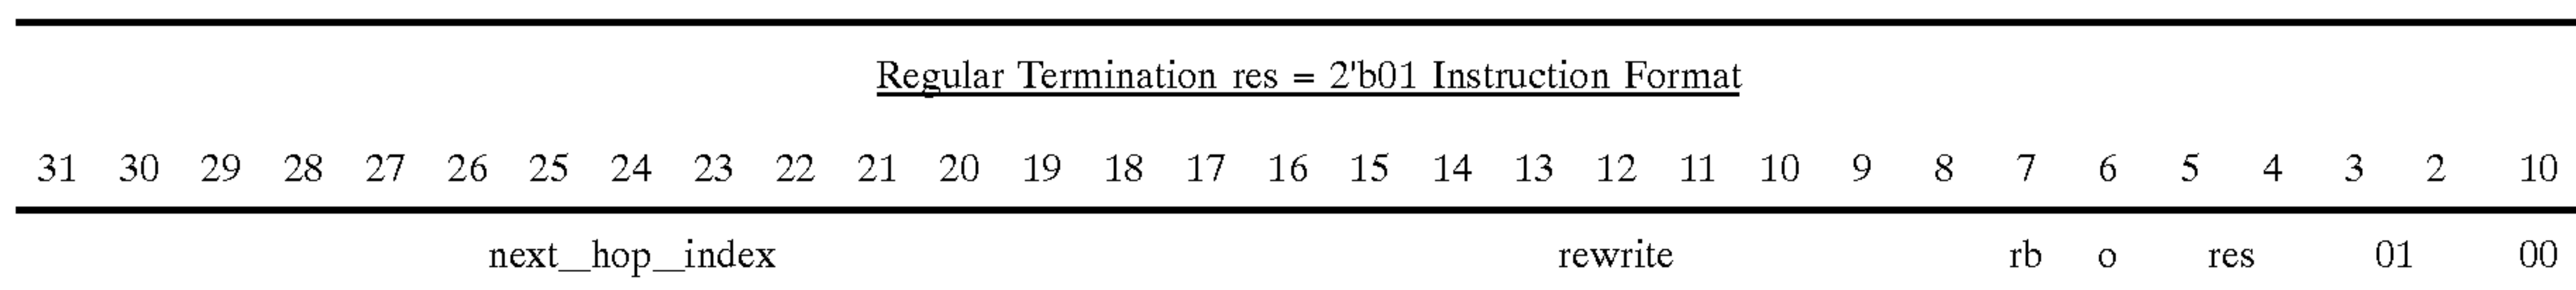 Regular Termination res = 2'b01 Instruction Format
31 30 29 28 27 26 25 24 23 22 21 20 19 18 17 16 15 14 13 12 11 10 9 8 7 6 5 4 3 2 10
next__hop__index rewrite rb o res 01 00